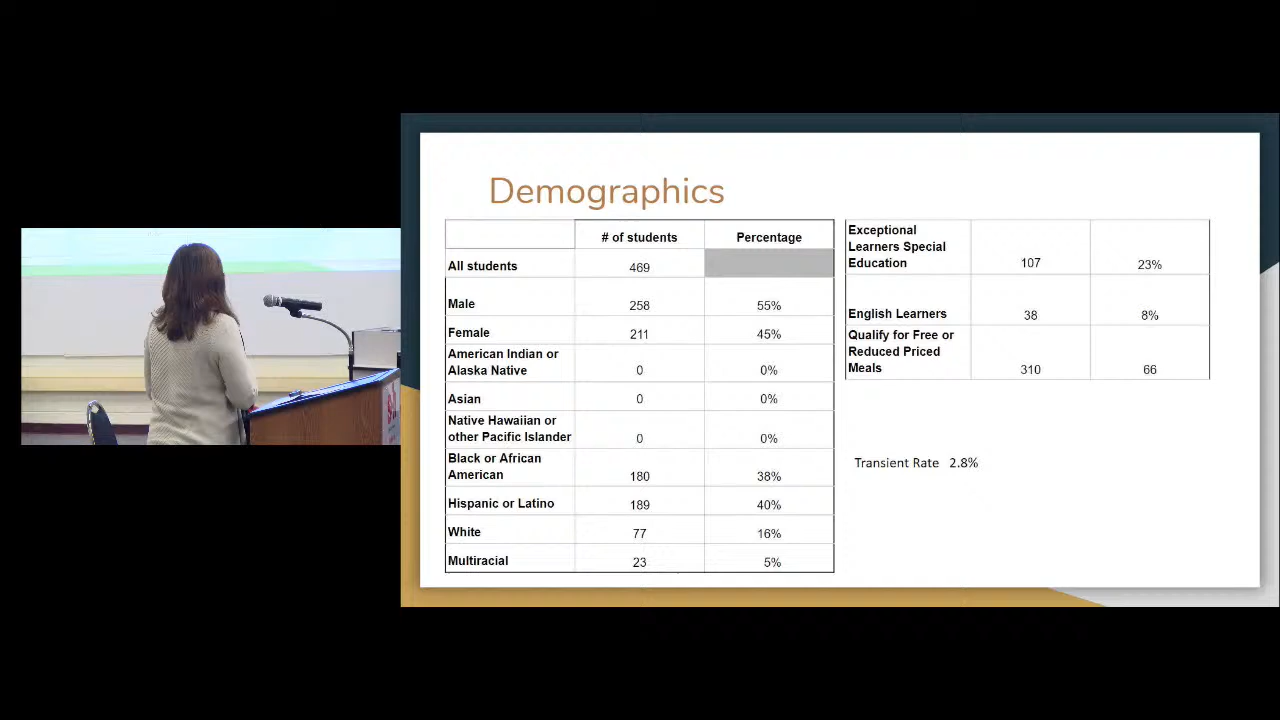 Demographics
# of students Percentage
All students 469
Male 258 55%
Female 211 45%
American Indian or
Alaska Native 0 0%
Asian 0 0%
Native Hawaiian or
other Pacific Islander 0 0%
Black or African
American 180 38%
Hispanic or Latino 189 40%
White 77 16%
Multiracial 23 5%
Exceptional
Learners Special
Education 107 23%
English Learners 38 8%
Qualify for Free or
Reduced Priced
Meals 310 66
Transient Rate 2.8%